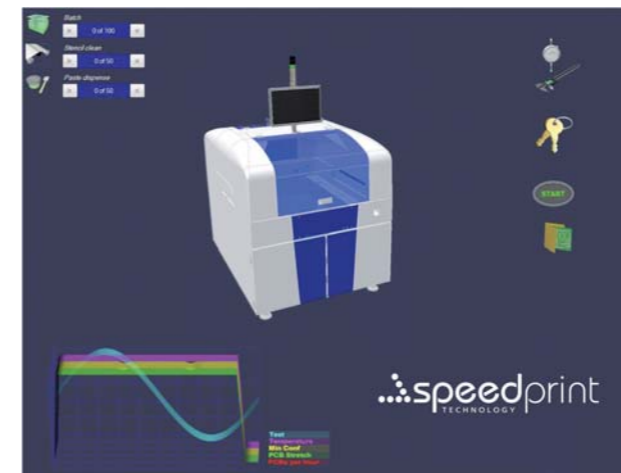 Batch
0 of 100
Stencil clean
0 of 50
Paste dispense
0 of 50
START
speedprint
TECHNOLOGY
Test
Temperature
Min Conf
PCB Stretch
PCBs per Hour